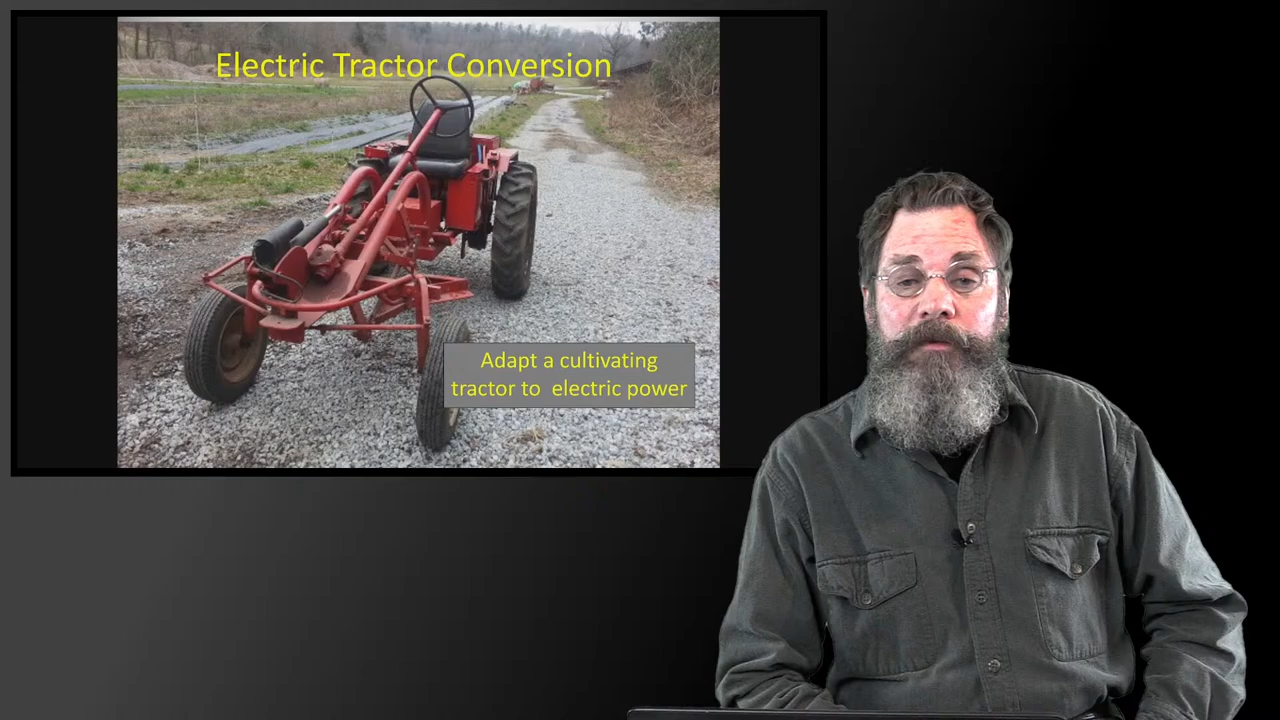 Electric Tractor Conversion
Adapt a cultivating
tractor to electric power